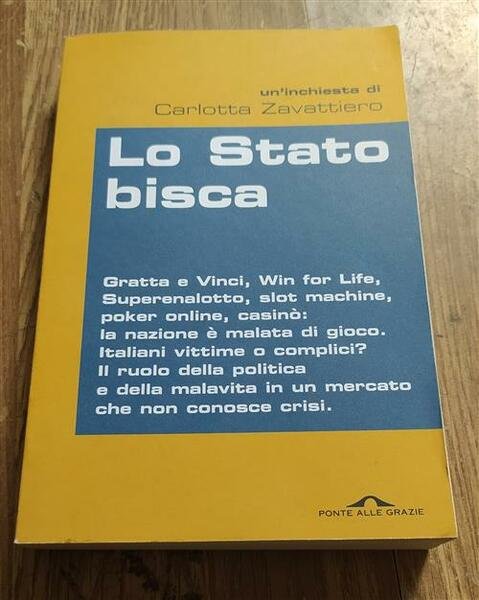 un'inchiesta di
Carlotta Zavattiero
Lo Stato
bisca
Gratta e Vinci, Win for Life,
Superenalotto, slot machine,
poker online, casinò:
la nazione è malata di gioco.
Italiani vittime o complici?
Il ruolo della politica
e della malavita in un mercato
che non conosce crisi.
PONTE ALLE GRAZIE